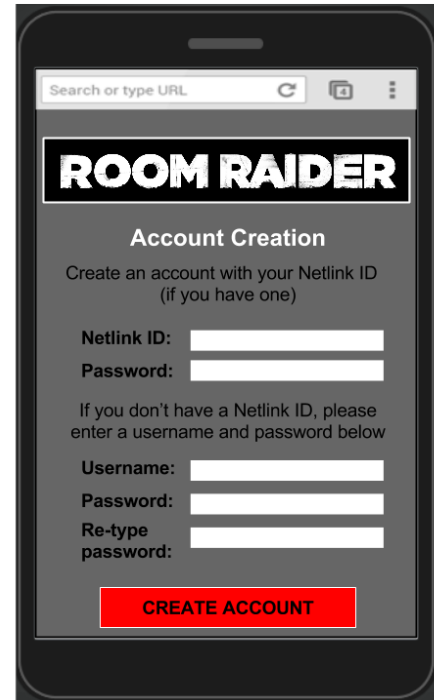 Search or type URL
4
ROOM RAIDER
Account Creation
Create an account with your Netlink ID
(if you have one)
Netlink ID:
Password:
If you don't have a Netlink ID, please
enter a username and password below
Username:
Password:
Re-type
password:
CREATE ACCOUNT